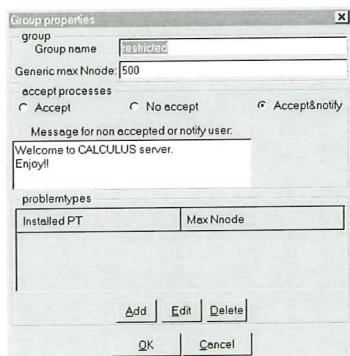 Group properties
group
Group name restricted
Generic max Nnode: 500
accept processes
Accept No accept Accept&notify
Message for non accepted or notify user:
Welcome to CALCULUS server.
Enjoy!!
problemtypes
Installed PT Max Nnode
Add Edit Delete
OK Cancel